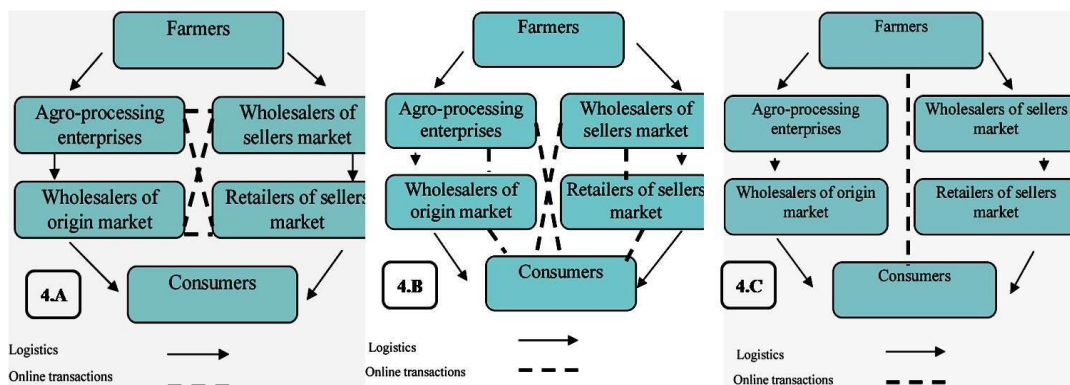 Farmers
Agro-processing
enterprises
Wholesalers of
sellers market
Wholesalers of
origin market
Retailers of sellers
market
Consumers
4.A
Logistics
Online transactions
Farmers
Agro-processing
enterprises
Wholesalers of
sellers market
Wholesalers of
origin market
Retailers of sellers
market
Consumers
4.B
Logistics
Online transactions
Farmers
Agro-processing
enterprises
Wholesalers of sellers
market
Wholesalers of origin
market
Retailers of sellers
market
Consumers
4.C
Logistics
Online transactions